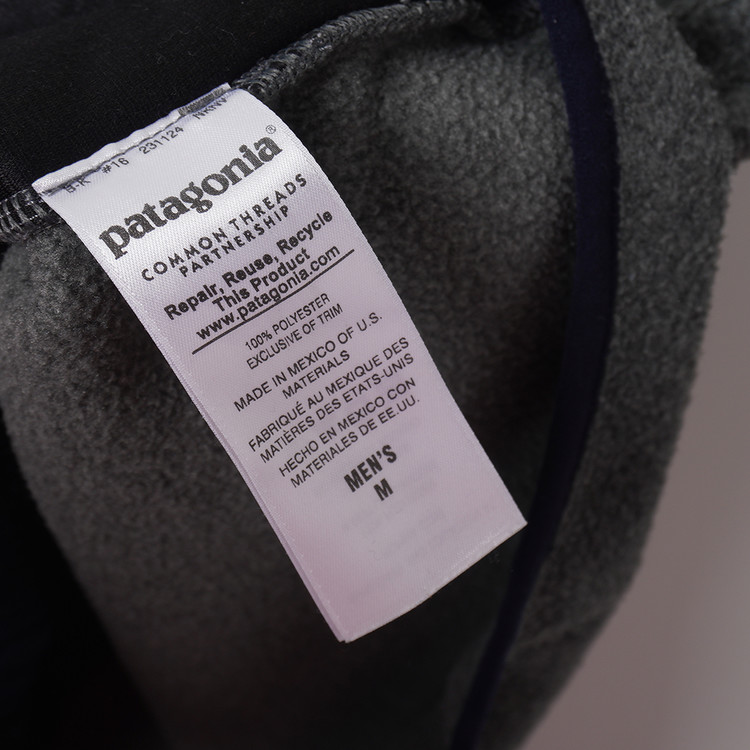 #16 231124 NKNV
patagonia®
COMMON THREADS
PARTNERSHIP
Repair, Reuse, Recycle
This Product
www.patagonia.com
100% POLYESTER
EXCLUSIVE OF TRIM
MADE IN MEXICO OF U.S.
MATERIALS
FABRIQUÉ AU MEXIQUE DES
MATIÈRES DES ETATS-UNIS
HECHO EN MEXICO CON
MATERIALES DE EE.UU.
MEN'S
M